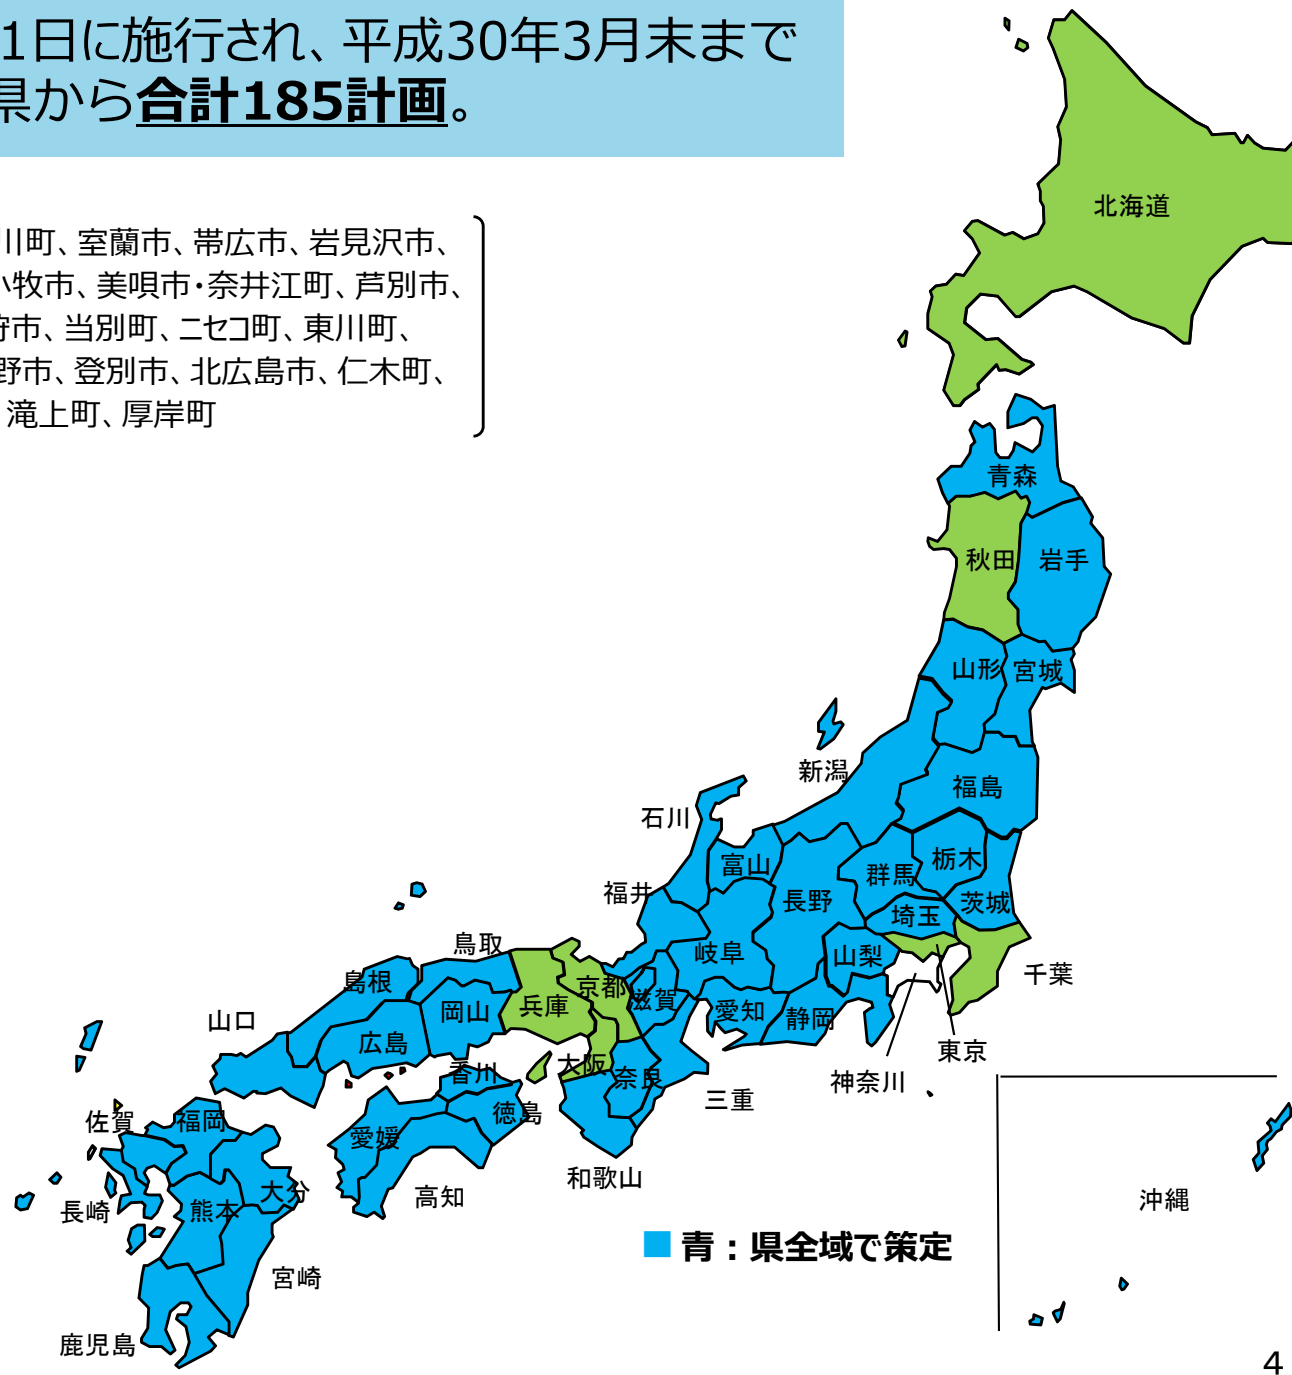 1日に施行され、平成30年3月末まで
県から合計185計画。
川町、室蘭市、帯広市、岩見沢市、
小牧市、美唄市・奈井江町、芦別市、
狩市、当別町、ニセコ町、東川町、
野市、登別市、北広島市、仁木町、
滝上町、厚岸町
北海道
青森
秋田
岩手
山形
宮城
新潟
福島
石川
富山
栃木
群馬
福井
長野
茨城
埼玉
鳥取
岐阜
山梨
千葉
島根
京都
滋賀
兵庫
岡山
愛知
静岡
山口
広島
東京
大阪
香川
奈良
神奈川
三重
佐賀
福岡
徳島
愛媛
和歌山
高知
大分
長崎
熊本
沖縄
青：県全域で策定
宮崎
鹿児島
4